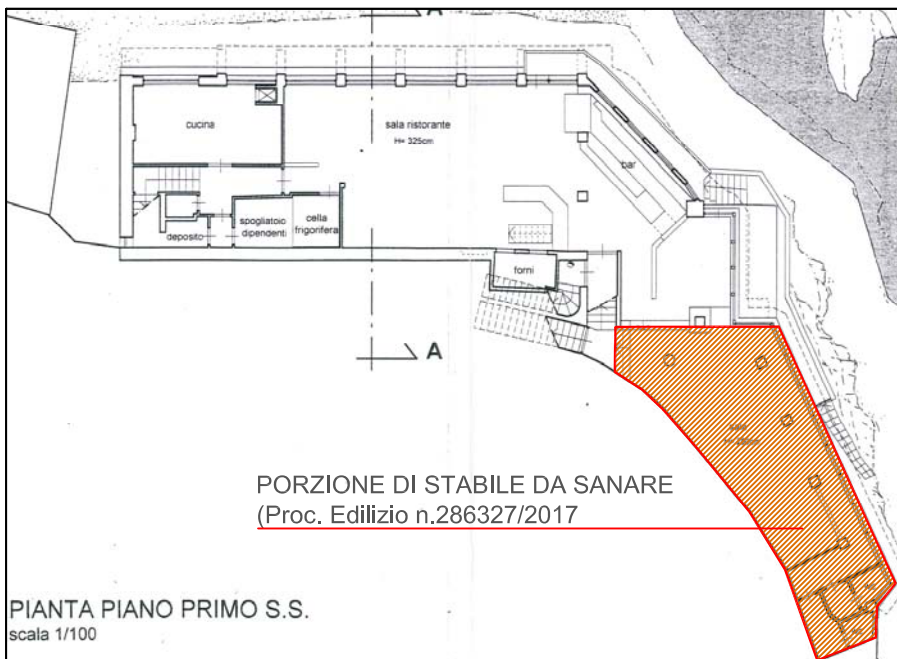 A
cucina
sala ristorante
H= 325cm
bar
spogliatoio
dipendenti
cella
frigorifera
deposito
forni
A
sala
PORZIONE DI STABILE DA SANARE
(Proc. Edilizio n.286327/2017
PIANTA PIANO PRIMO S.S.
scala 1/100